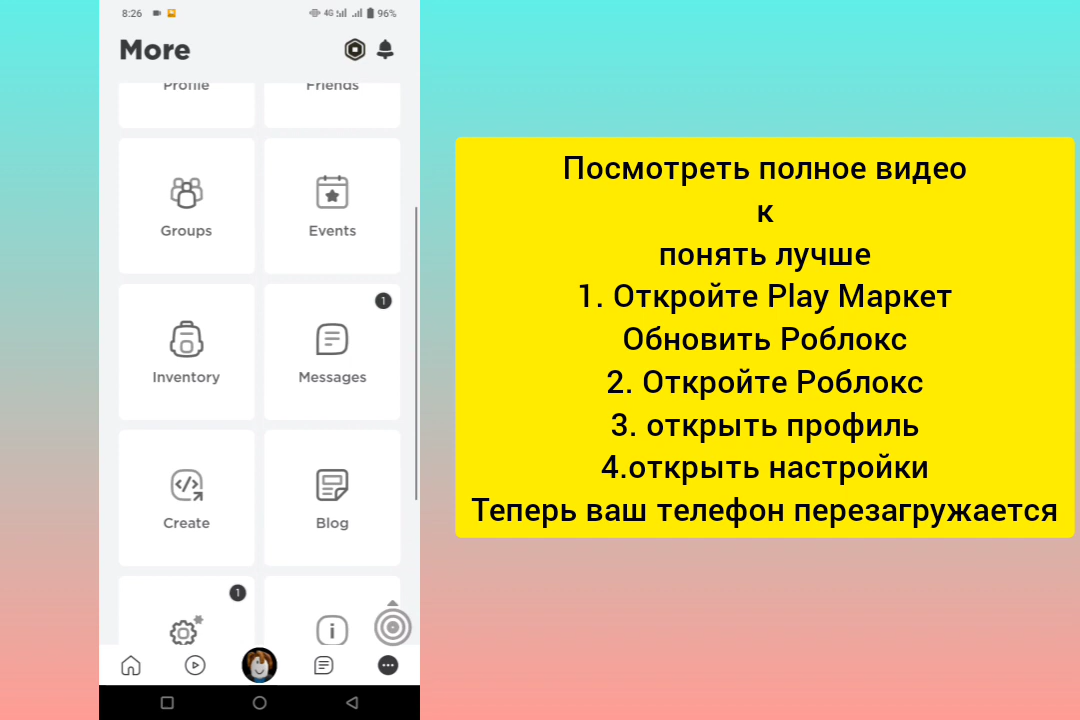 8:26
4G
96%
More
Profile
Friends
Groups
Events
1
Inventory
Messages
Create
Blog
1
Посмотреть полное видео
к
понять лучше
1. Откройте Play Маркет
Обновить Роблокс
2. Откройте Роблокс
3. открыть профиль
4.открыть настройки
Теперь ваш телефон перезагружается